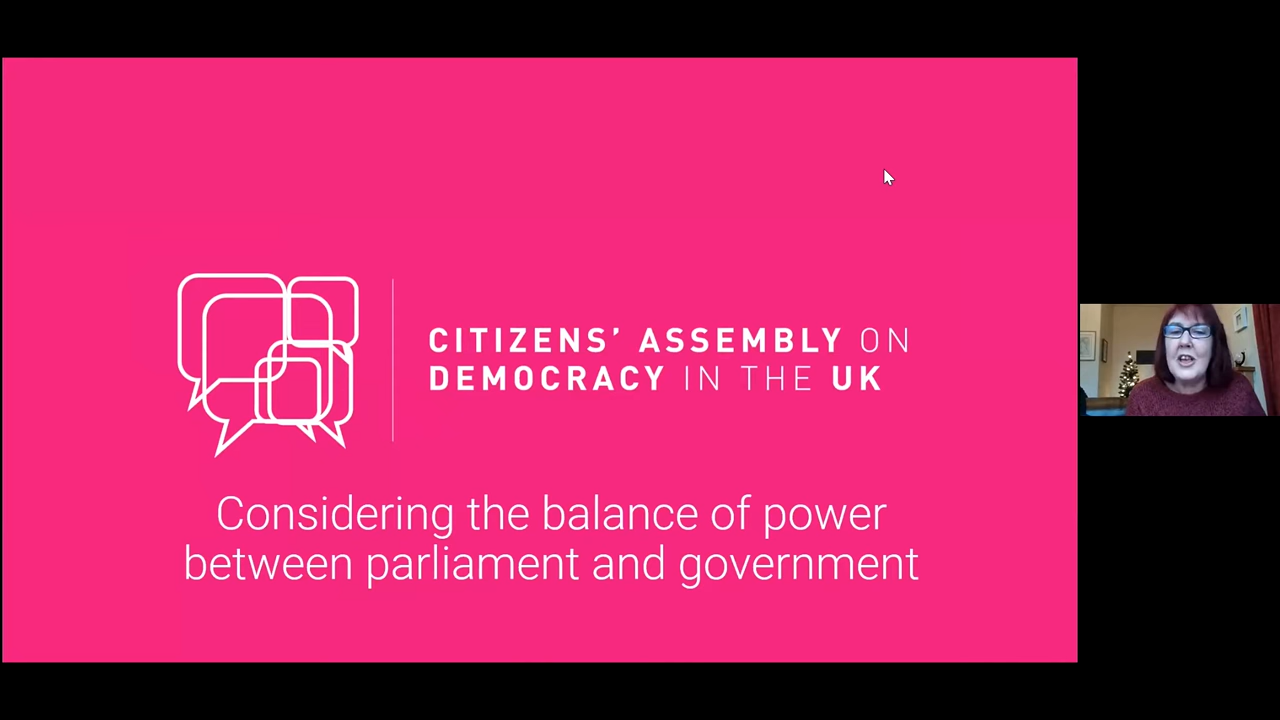 CITIZENS’ ASSEMBLY ON
DEMOCRACY IN THE UK
Considering the balance of power
between parliament and government